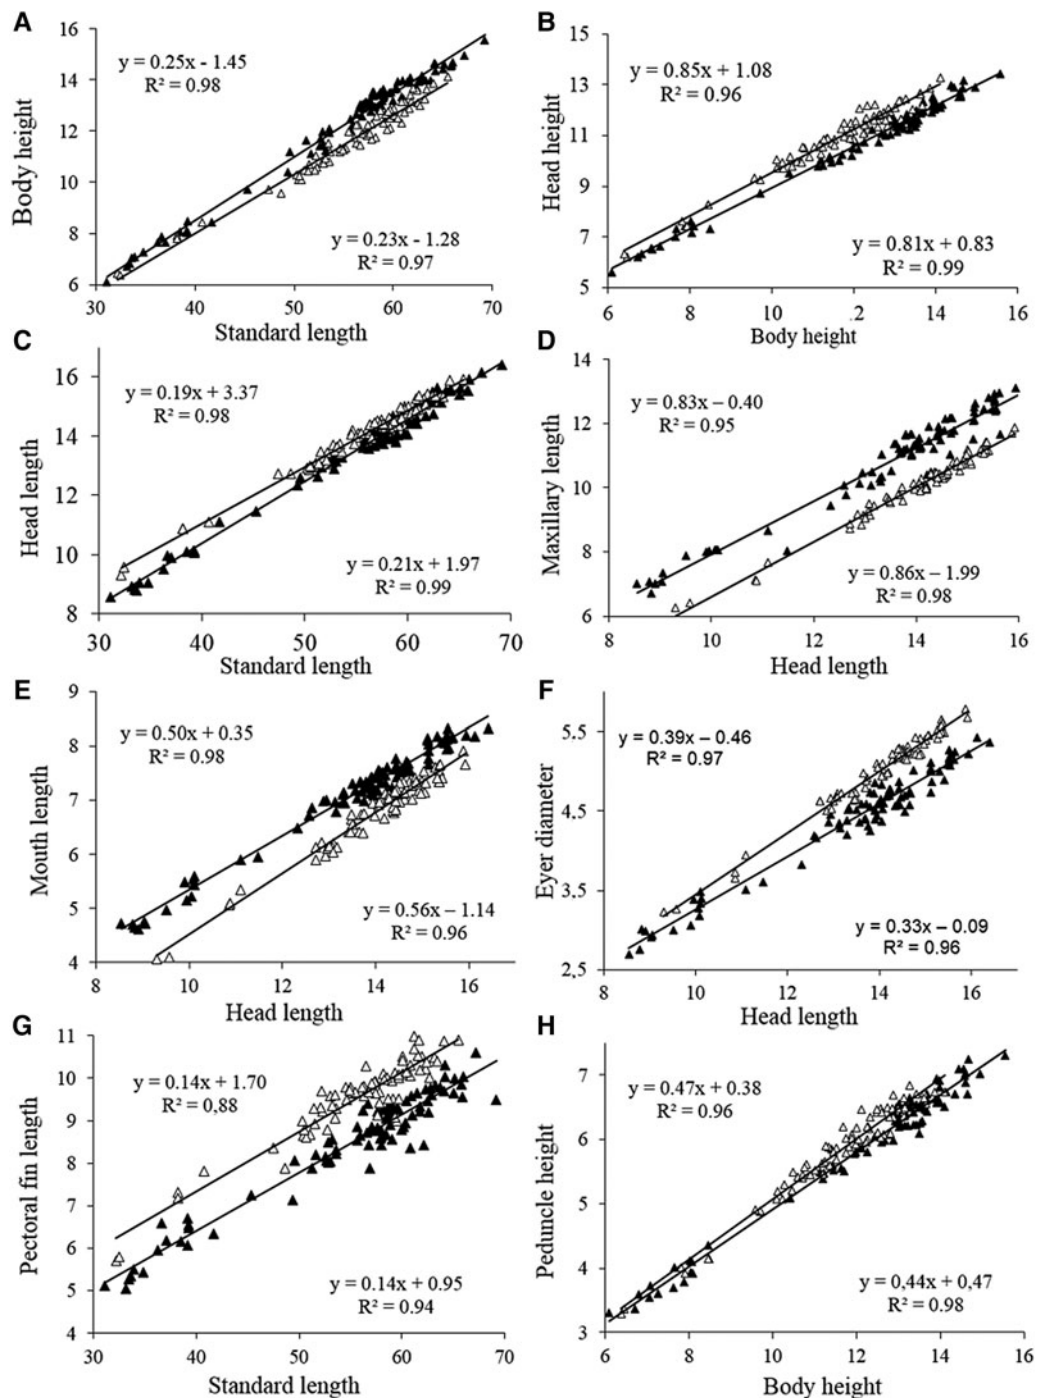 A
16
14
12
10
8
6
30 40 50 60 70
Body height
Standard length
y = 0.25x - 1.45
R² = 0.98
y = 0.23x - 1.28
R² = 0.97
B
15
13
11
9
7
5
6 8 10 .2 14 16
Head height
Body height
y = 0.85x + 1.08
R² = 0.96
y = 0.81x + 0.83
R² = 0.99
C
16
14
12
10
8
30 40 50 60 70
Head length
Standard length
y = 0.19x + 3.37
R² = 0.98
y = 0.21x + 1.97
R² = 0.99
D
14
12
10
8
6
8 10 12 14 16
Maxillary length
Head length
y = 0.83x – 0.40
R² = 0.95
y = 0.86x – 1.99
R² = 0.98
E
9
8
7
6
5
4
8 10 12 14 16
Mouth length
Head length
y = 0.50x + 0.35
R² = 0.98
y = 0.56x – 1.14
R² = 0.96
F
5,5
4,5
3,5
2,5
8 10 12 14 16
Eyer diameter
Head length
y = 0.39x – 0.46
R² = 0.97
y = 0.33x – 0.09
R² = 0.96
G
11
10
9
8
7
6
5
4
30 40 50 60 70
Pectoral fin length
Standard length
y = 0.14x + 1.70
R² = 0,88
y = 0.14x + 0.95
R² = 0.94
H
7
6
5
4
3
6 8 10 12 14 16
Peduncle height
Body height
y = 0.47x + 0.38
R² = 0.96
y = 0,44x + 0,47
R² = 0.98